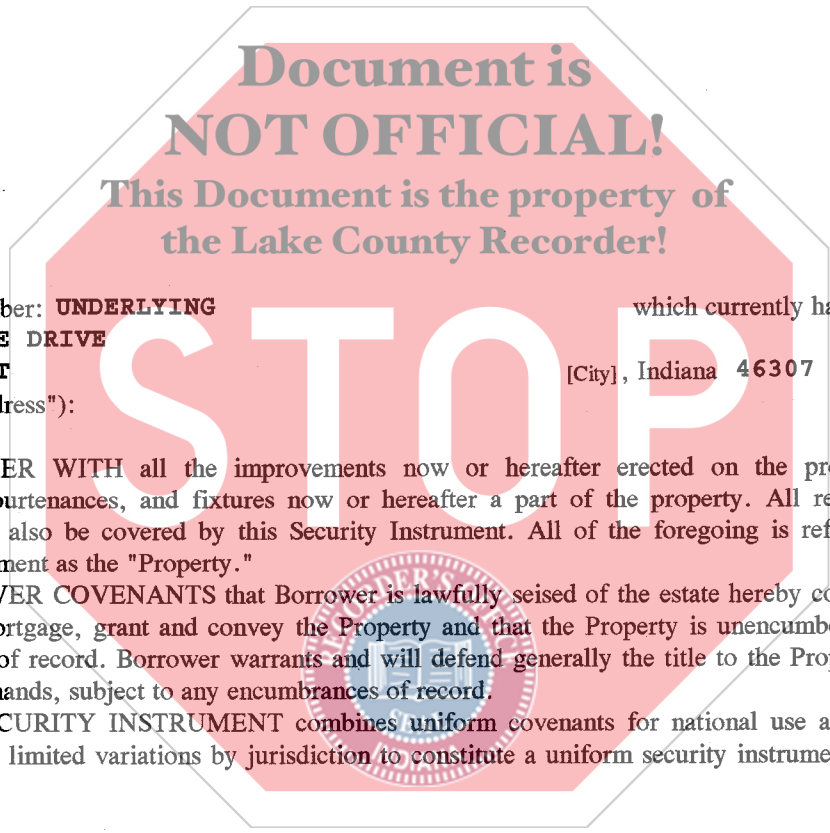 Document is
NOT OFFICIAL!
This Document is the property of
the Lake County Recorder!
ber: UNDERLYING which currently ha
E DRIVE
T [City], Indiana 46307
dress"):
STOP
ER WITH all the improvements now or hereafter erected on the pro
purtenances, and fixtures now or hereafter a part of the property. All re
also be covered by this Security Instrument. All of the foregoing is ref
ment as the "Property."
VER COVENANTS that Borrower is lawfully seised of the estate hereby co
ortgage, grant and convey the Property and that the Property is unencumbe
of record. Borrower warrants and will defend generally the title to the Prop
nands, subject to any encumbrances of record.
CURITY INSTRUMENT combines uniform covenants for national use a
limited variations by jurisdiction to constitute a uniform security instrume
RECORDER'S OFFICE
INDIANA